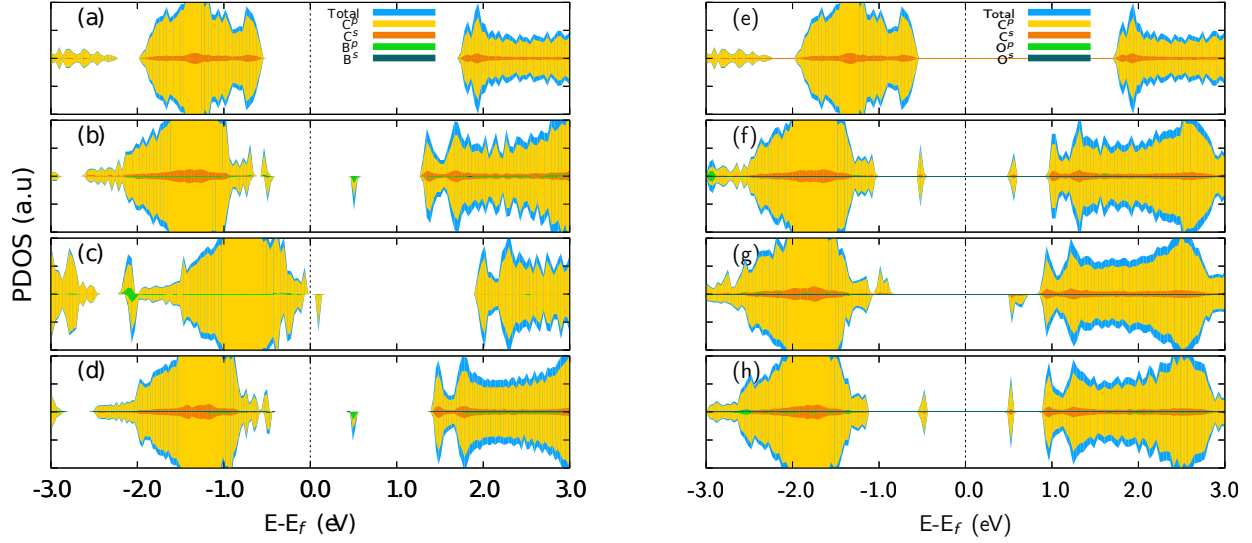 (a)
Total
C^p
C^s
B^p
B^s
(b)
(c)
(d)
PDOS (a.u)
-3.0 -2.0 -1.0 0.0 1.0 2.0 3.0
E-E_f (eV)
(e)
Total
C^p
C^s
O^p
O^s
(f)
(g)
(h)
-3.0 -2.0 -1.0 0.0 1.0 2.0 3.0
E-E_f (eV)